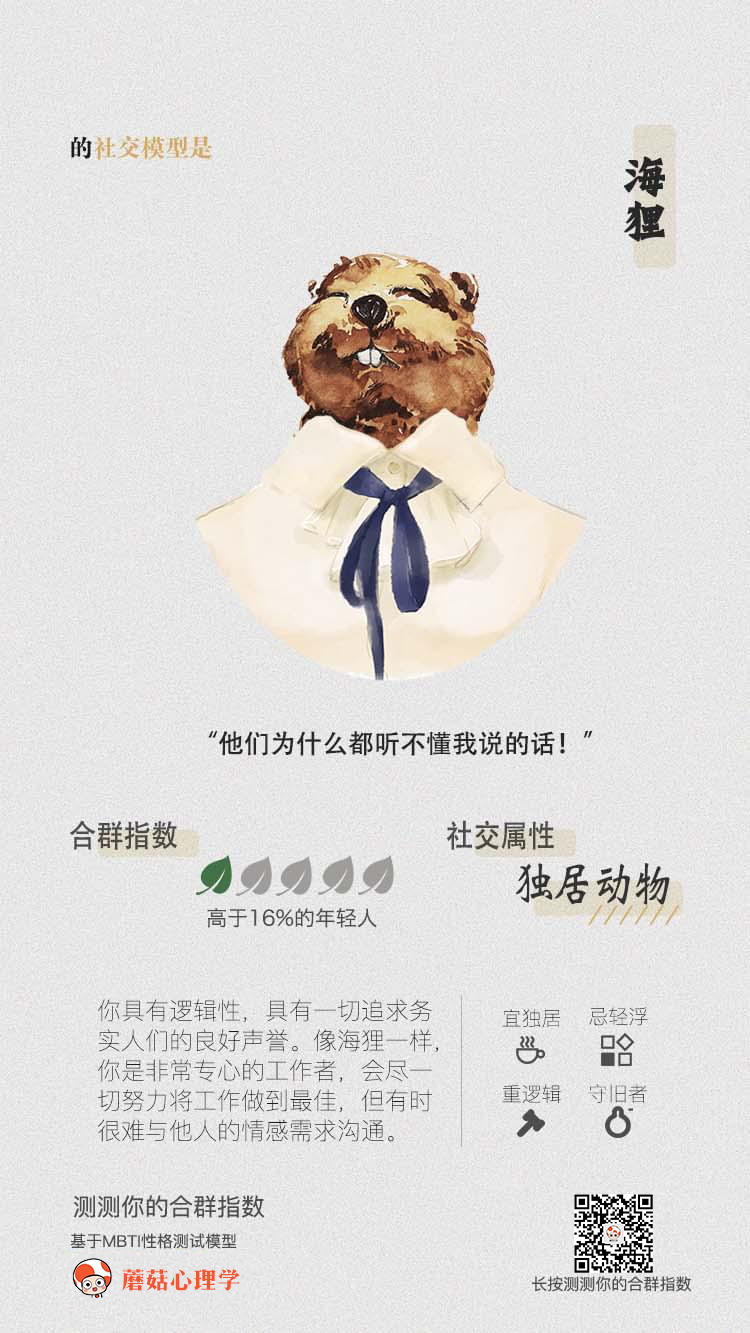 的社交模型是
海狸
“他们为什么都听不懂我说的话！”
合群指数
高于16%的年轻人
社交属性
独居动物
你具有逻辑性，具有一切追求务
实人们的良好声誉。像海狸一样，
你是非常专心的工作者，会尽一
切努力将工作做到最佳，但有时
很难与他人的情感需求沟通。
宜独居 忌轻浮
重逻辑 守旧者
测测你的合群指数
基于MBTI性格测试模型
蘑菇心理学
长按测测你的合群指数